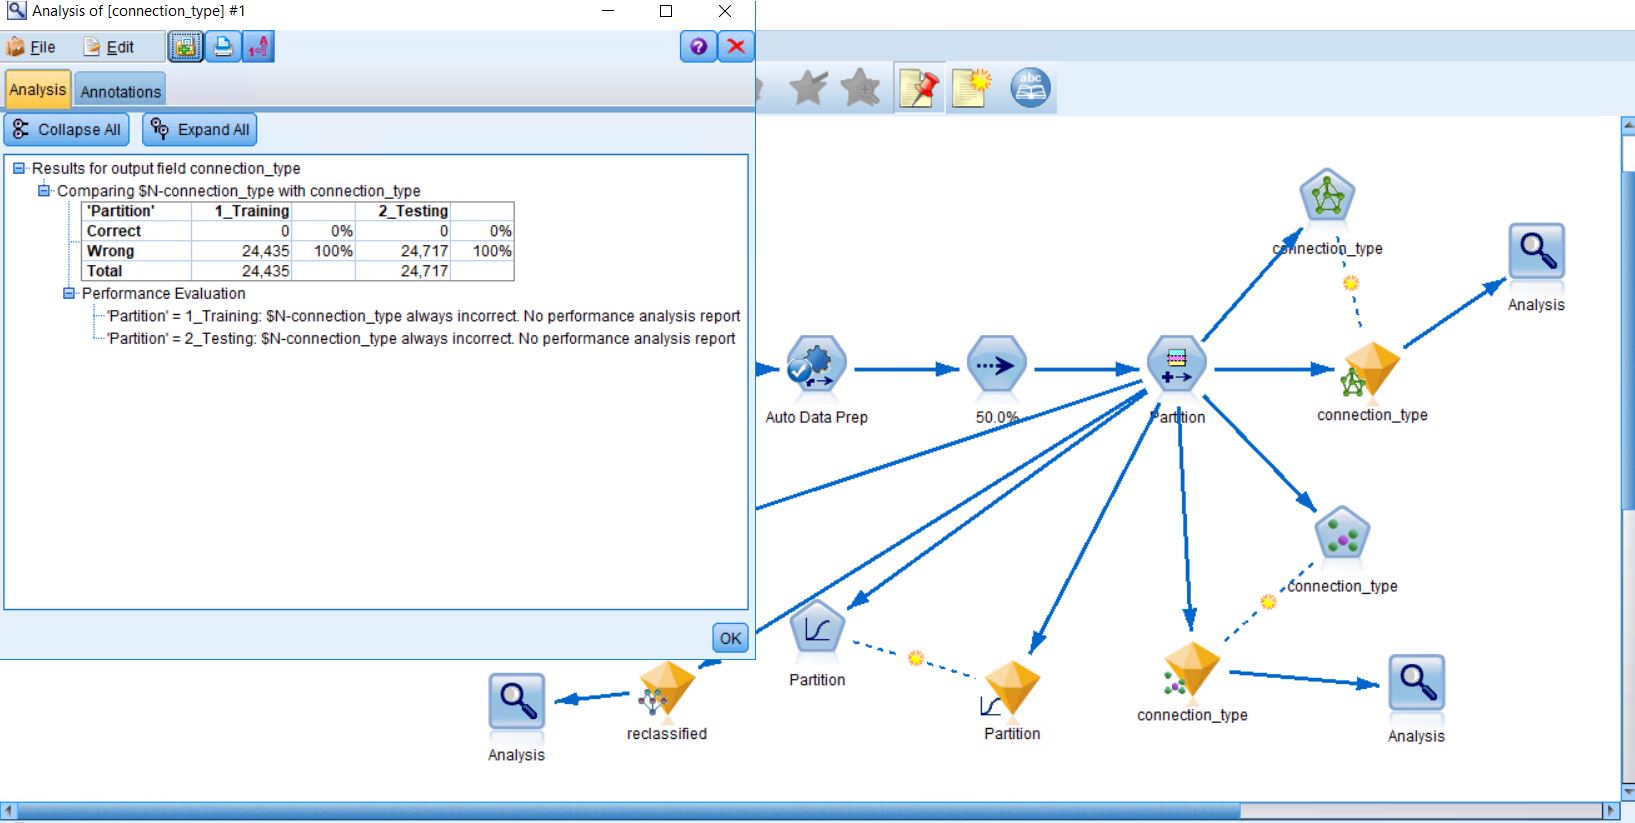 Analysis of [connection_type] #1
File Edit
Analysis Annotations
Collapse All Expand All
Results for output field connection_type
Comparing $N-connection_type with connection_type
'Partition' 1_Training 2_Testing
Correct 0 0% 0 0%
Wrong 24,435 100% 24,717 100%
Total 24,435 24,717
Performance Evaluation
'Partition' = 1_Training: $N-connection_type always incorrect. No performance analysis report
'Partition' = 2_Testing: $N-connection_type always incorrect. No performance analysis report
OK
abc
connection_type
Analysis
Auto Data Prep
50.0%
Partition
connection_type
connection_type
Partition
connection_type
reclassified
Partition
Analysis
Analysis